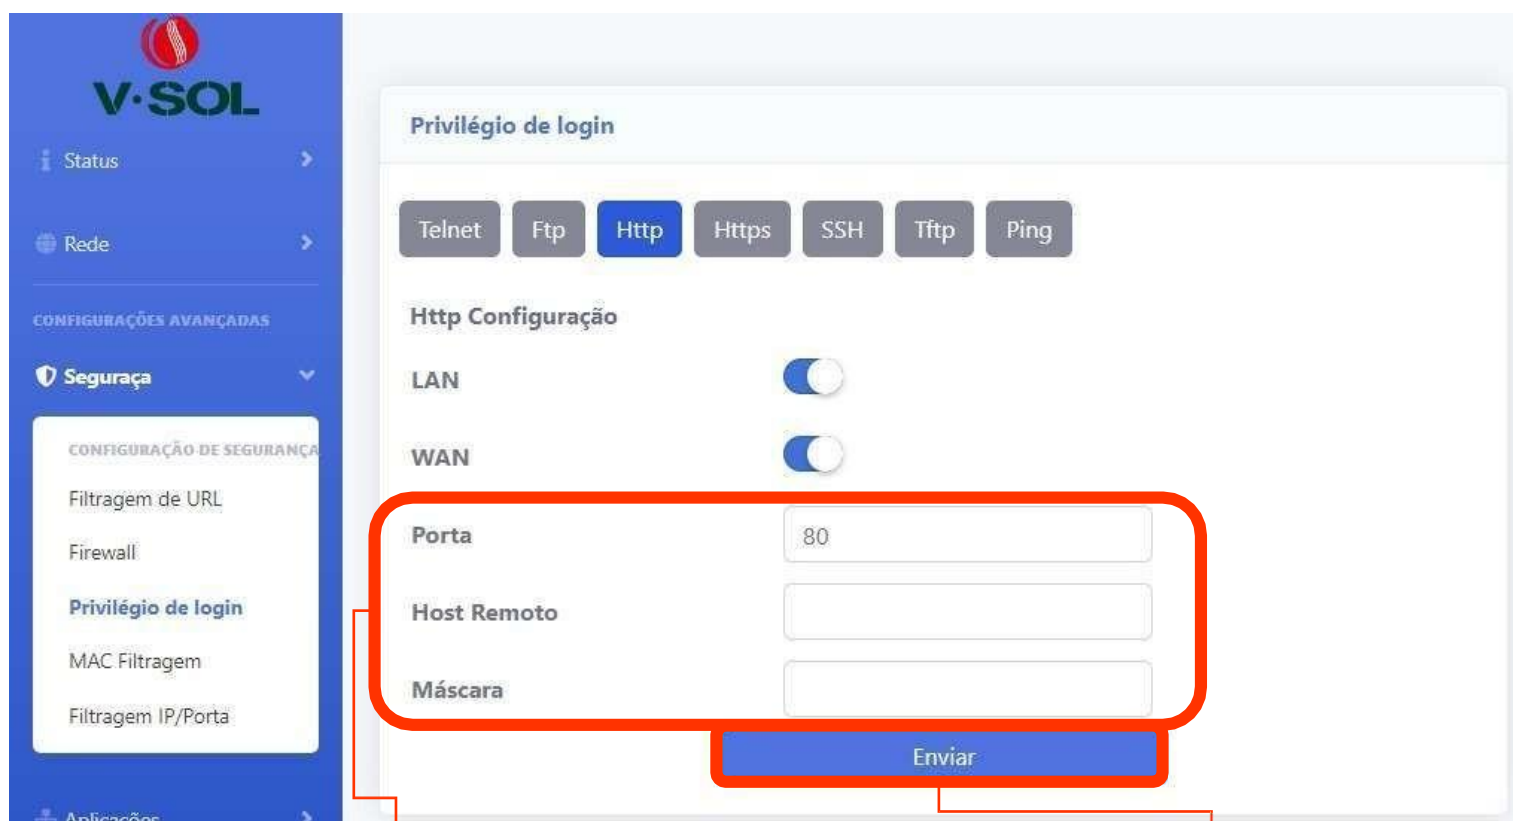 V·SOL
Status
Rede
CONFIGURAÇÕES AVANÇADAS
Seguraça
CONFIGURAÇÃO DE SEGURANÇA
Filtragem de URL
Firewall
Privilégio de login
MAC Filtragem
Filtragem IP/Porta
Aplicações
Privilégio de login
Telnet Ftp Http Https SSH Tftp Ping
Http Configuração
LAN
WAN
Porta 80
Host Remoto
Máscara
Enviar